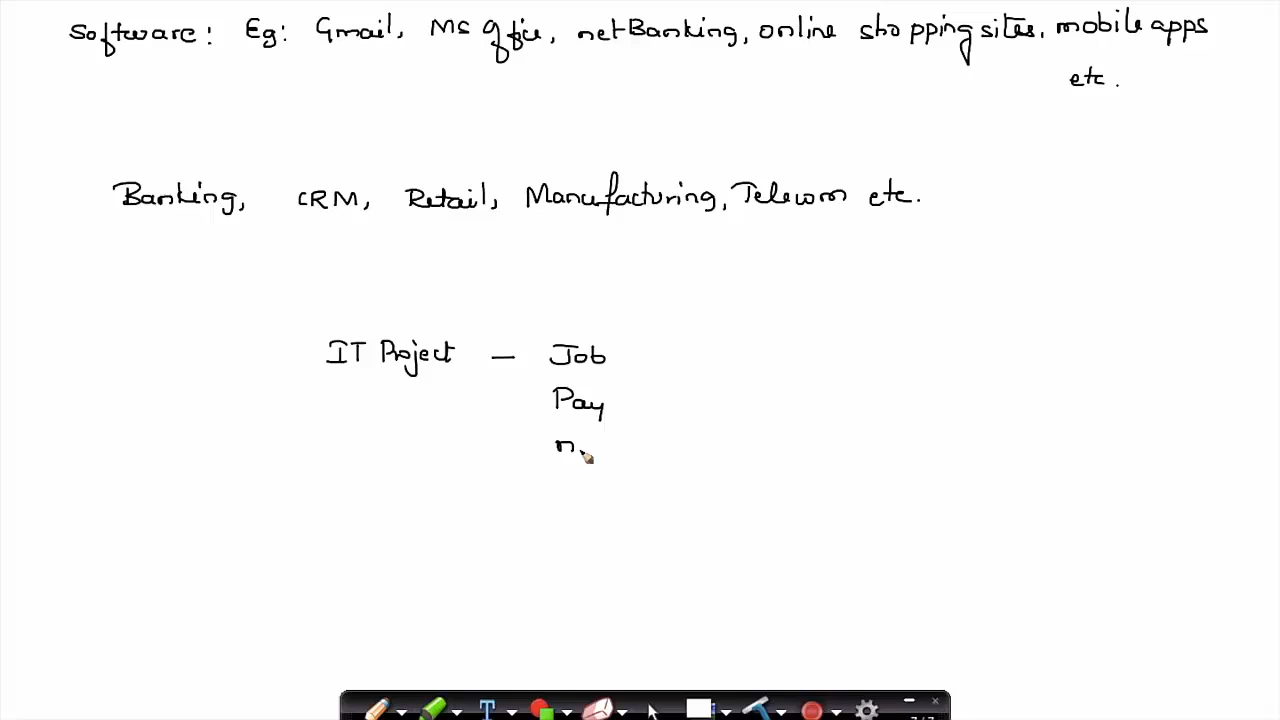 Software: Eg: Gmail, MS Office, netBanking, online shopping sites, mobile apps
etc.
Banking, CRM, Retail, Manufacturing, Telecom etc.
IT Project — Job
Pay
n